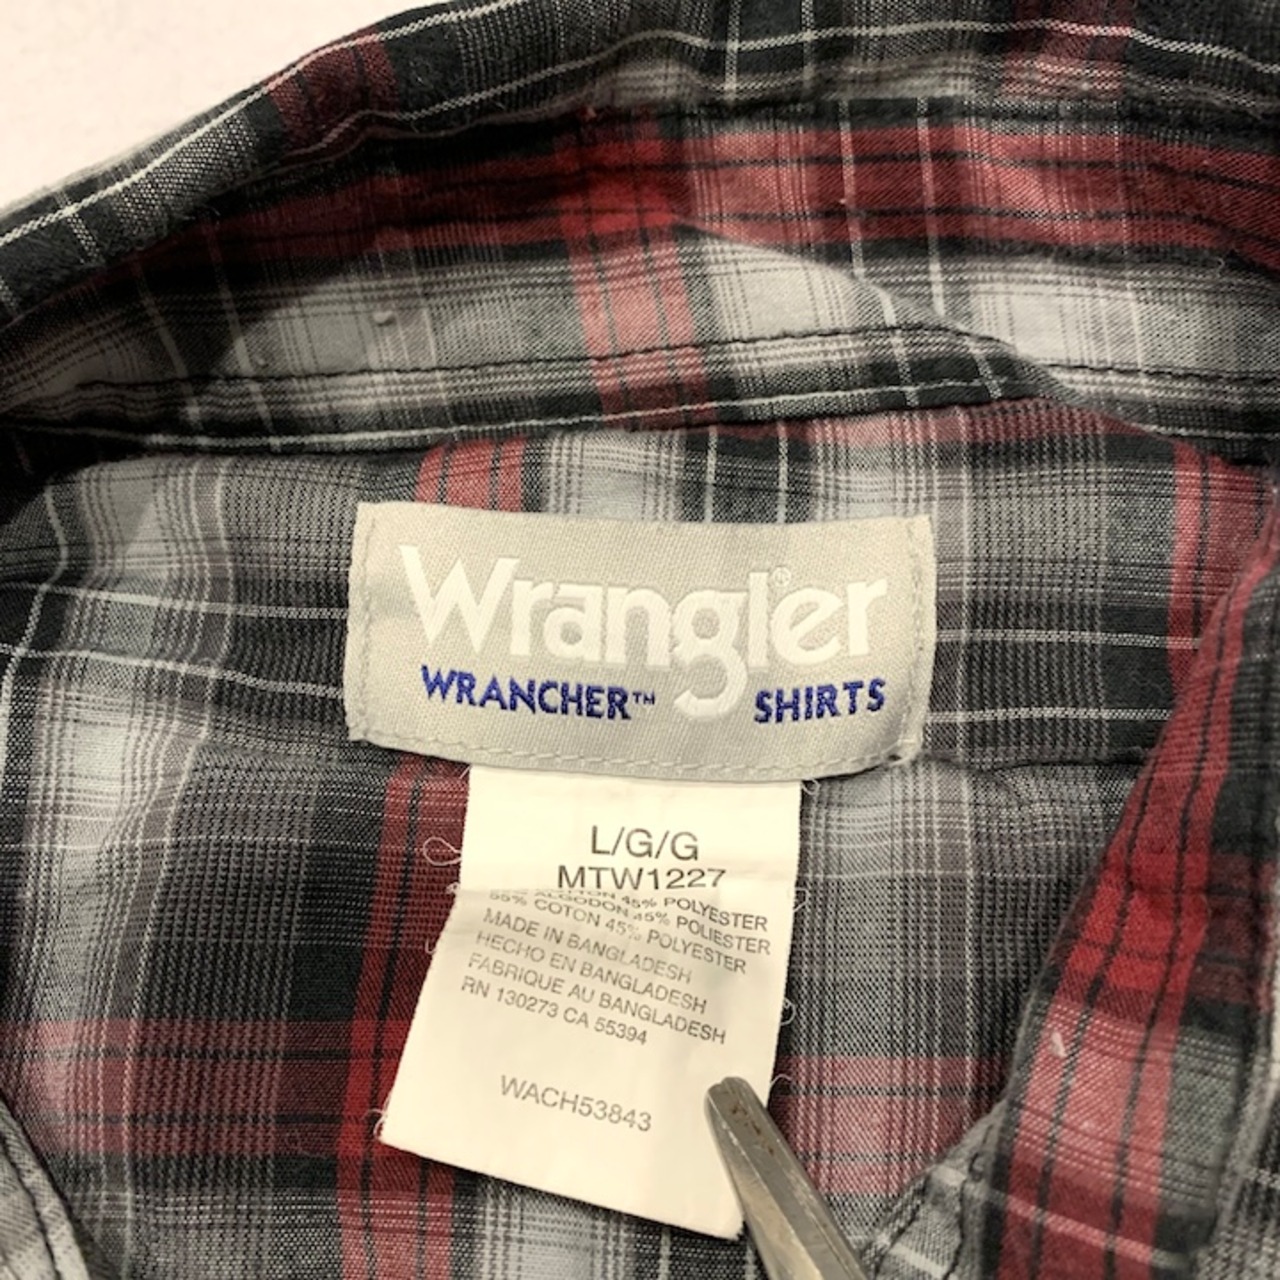 Wrangler®
WRANCHER™ SHIRTS
L/G/G
MTW1227
45% POLYESTER
ALGODON 45% POLIESTER
55% COTON 45% POLYESTER
MADE IN BANGLADESH
HECHO EN BANGLADESH
FABRIQUE AU BANGLADESH
RN 130273 CA 55394
WACH53843